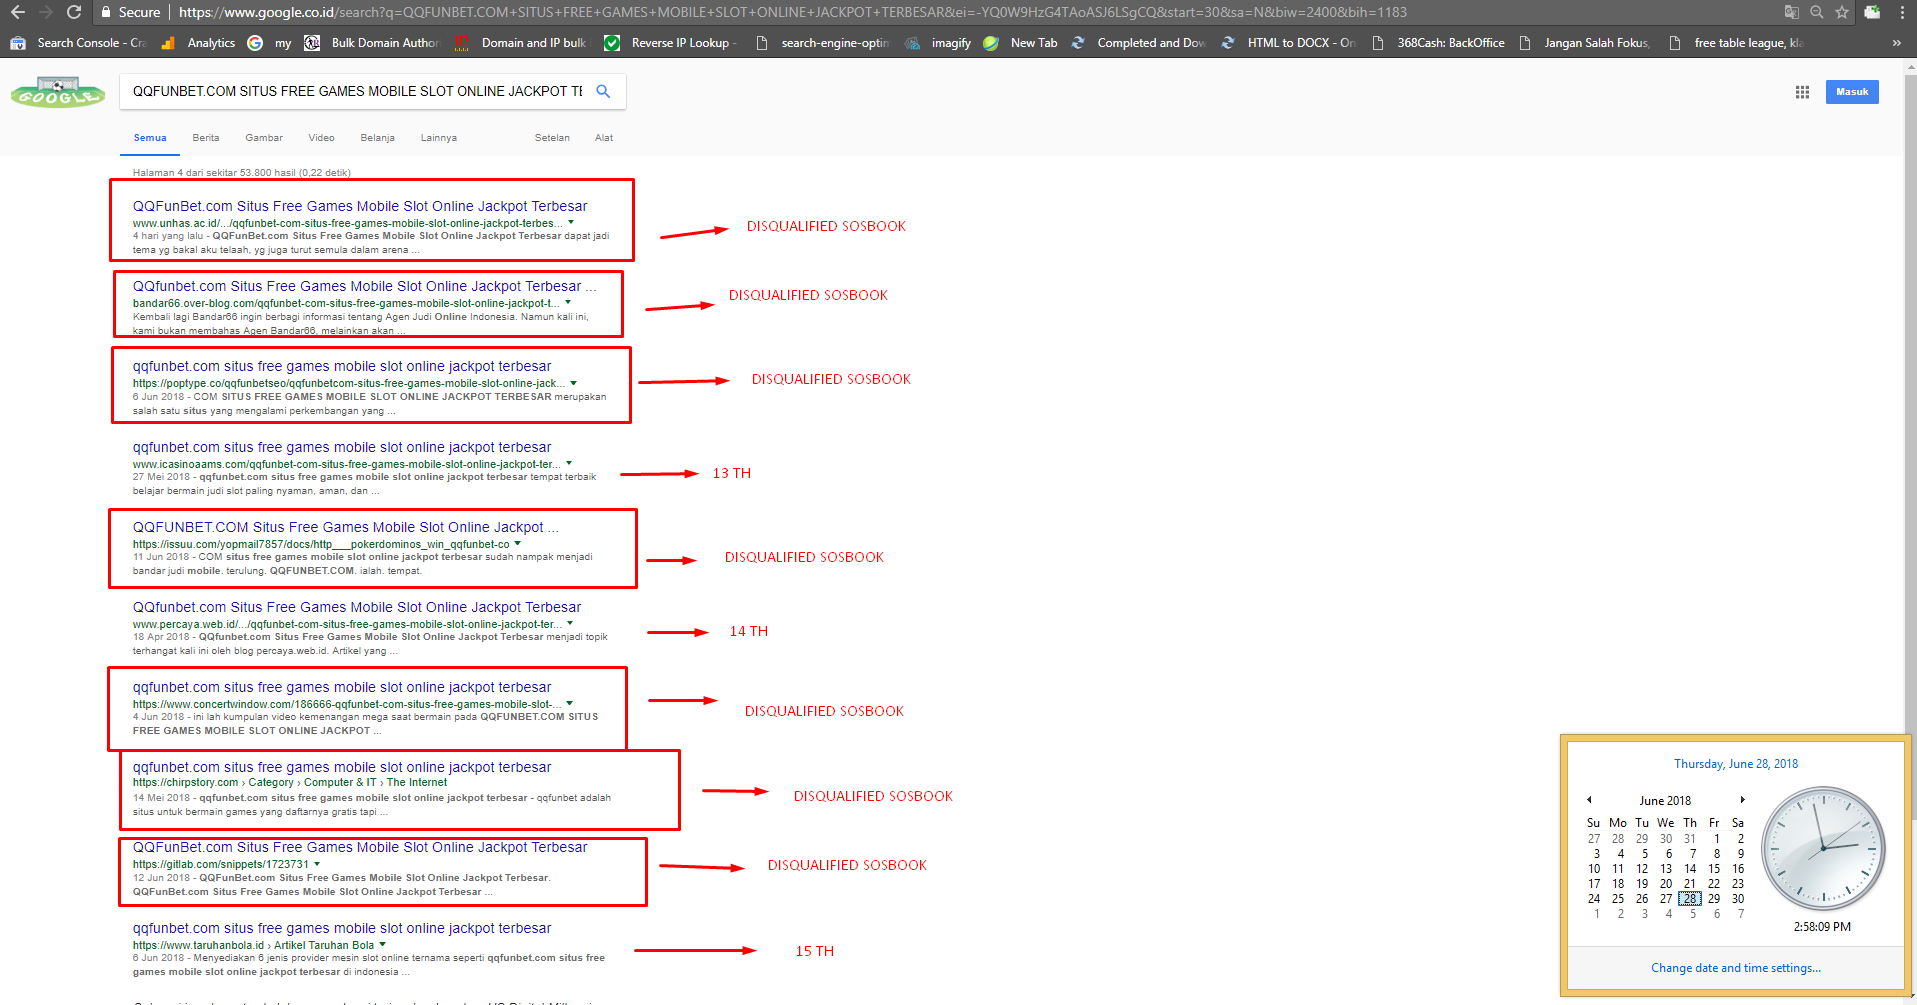 Secure
https://www.google.co.id/search?q=QQFUNBET.COM+SITUS+FREE+GAMES+MOBILE+SLOT+ONLINE+JACKPOT+TERBESAR&ei=-YQ0W9HzG4TAoASJ6LSgCQ&start=30&sa=N&biw=2400&bih=1183
Search Console - Cra
Analytics
my
Bulk Domain Author
Domain and IP bulk
Reverse IP Lookup -
search-engine-optim
imagify
New Tab
Completed and Dow
HTML to DOCX - On
368Cash: BackOffice
Jangan Salah Fokus,
free table league, kla
»
GOOGLE
QQFUNBET.COM SITUS FREE GAMES MOBILE SLOT ONLINE JACKPOT TE
Masuk
Semua
Berita
Gambar
Video
Belanja
Lainnya
Setelan
Alat
Halaman 4 dari sekitar 53.800 hasil (0,22 detik)
QQFunBet.com Situs Free Games Mobile Slot Online Jackpot Terbesar
www.unhas.ac.id/.../qqfunbet-com-situs-free-games-mobile-slot-online-jackpot-terbes...
4 hari yang lalu - QQFunBet.com Situs Free Games Mobile Slot Online Jackpot Terbesar dapat jadi
tema yg bakal aku telaah, yg juga turut semula dalam arena ...
DISQUALIFIED SOSBOOK
QQfunbet.com Situs Free Games Mobile Slot Online Jackpot Terbesar ...
bandar66.over-blog.com/qqfunbet-com-situs-free-games-mobile-slot-online-jackpot-t...
Kembali lagi Bandar66 ingin berbagi informasi tentang Agen Judi Online Indonesia. Namun kali ini,
kami bukan membahas Agen Bandar66, melainkan akan ...
DISQUALIFIED SOSBOOK
qqfunbet.com situs free games mobile slot online jackpot terbesar
https://poptype.co/qqfunbetseo/qqfunbetcom-situs-free-games-mobile-slot-online-jack...
6 Jun 2018 - COM SITUS FREE GAMES MOBILE SLOT ONLINE JACKPOT TERBESAR merupakan
salah satu situs yang mengalami perkembangan yang ...
DISQUALIFIED SOSBOOK
qqfunbet.com situs free games mobile slot online jackpot terbesar
www.icasinoaams.com/qqfunbet-com-situs-free-games-mobile-slot-online-jackpot-ter...
27 Mei 2018 - qqfunbet.com situs free games mobile slot online jackpot terbesar tempat terbaik
belajar bermain judi slot paling nyaman, aman, dan ...
13 TH
QQFUNBET.COM Situs Free Games Mobile Slot Online Jackpot ...
https://issuu.com/yopmail7857/docs/http___pokerdominos_win_qqfunbet-co
11 Jun 2018 - COM situs free games mobile slot online jackpot terbesar sudah nampak menjadi
bandar judi mobile. terulung. QQFUNBET.COM. ialah. tempat.
DISQUALIFIED SOSBOOK
QQfunbet.com Situs Free Games Mobile Slot Online Jackpot Terbesar
www.percaya.web.id/.../qqfunbet-com-situs-free-games-mobile-slot-online-jackpot-ter...
18 Apr 2018 - QQfunbet.com Situs Free Games Mobile Slot Online Jackpot Terbesar menjadi topik
terhangat kali ini oleh blog percaya.web.id. Artikel yang ...
14 TH
qqfunbet.com situs free games mobile slot online jackpot terbesar
https://www.concertwindow.com/186666-qqfunbet-com-situs-free-games-mobile-slot-...
4 Jun 2018 - ini lah kumpulan video kemenangan mega saat bermain pada QQFUNBET.COM SITUS
FREE GAMES MOBILE SLOT ONLINE JACKPOT ...
DISQUALIFIED SOSBOOK
qqfunbet.com situs free games mobile slot online jackpot terbesar
https://chirpstory.com › Category › Computer & IT › The Internet
14 Mei 2018 - qqfunbet.com situs free games mobile slot online jackpot terbesar - qqfunbet adalah
situs untuk bermain games yang daftarnya gratis tapi ...
DISQUALIFIED SOSBOOK
QQFunBet.com Situs Free Games Mobile Slot Online Jackpot Terbesar
https://gitlab.com/snippets/1723731
12 Jun 2018 - QQFunBet.com Situs Free Games Mobile Slot Online Jackpot Terbesar.
QQFunBet.com Situs Free Games Mobile Slot Online Jackpot Terbesar ...
DISQUALIFIED SOSBOOK
qqfunbet.com situs free games mobile slot online jackpot terbesar
https://www.taruhanbola.id › Artikel Taruhan Bola
6 Jun 2018 - Menyediakan 6 jenis provider mesin slot online ternama seperti qqfunbet.com situs free
games mobile slot online jackpot terbesar di indonesia ...
15 TH
Thursday, June 28, 2018
June 2018
Su Mo Tu We Th Fr Sa
27 28 29 30 31 1 2
3 4 5 6 7 8 9
10 11 12 13 14 15 16
17 18 19 20 21 22 23
24 25 26 27 28 29 30
1 2 3 4 5 6 7
2:58:09 PM
Change date and time settings...